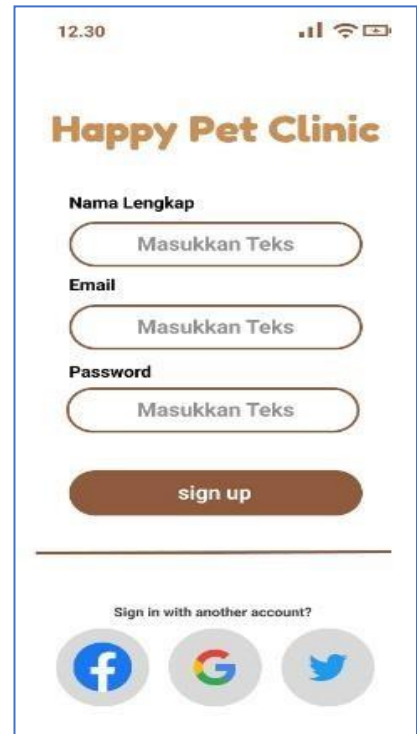 12.30
Happy Pet Clinic
Nama Lengkap
Masukkan Teks
Email
Masukkan Teks
Password
Masukkan Teks
sign up
Sign in with another account?